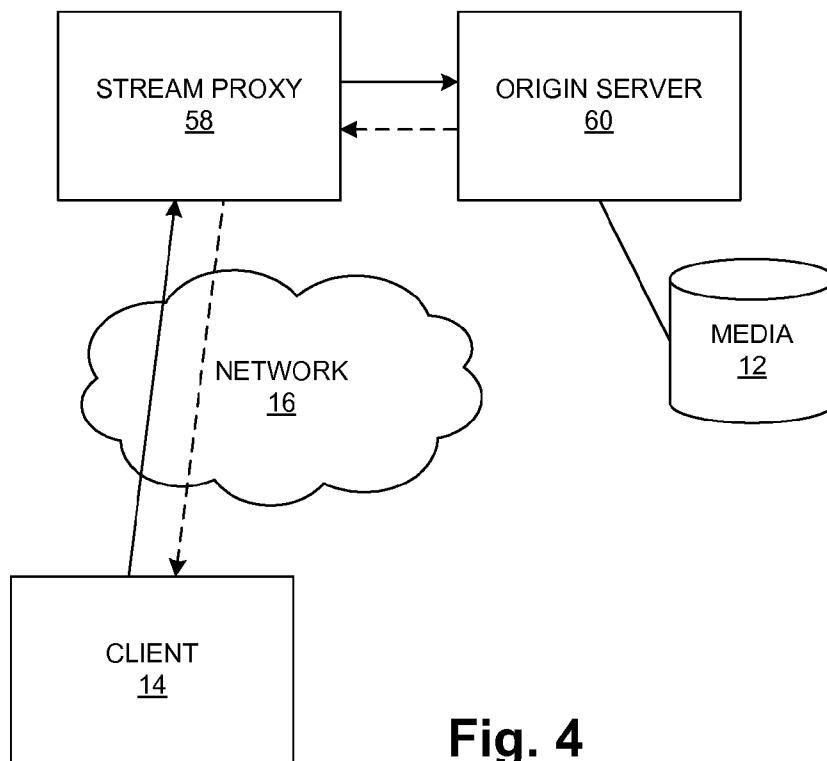 STREAM PROXY
58
ORIGIN SERVER
60
NETWORK
16
MEDIA
12
CLIENT
14
Fig. 4